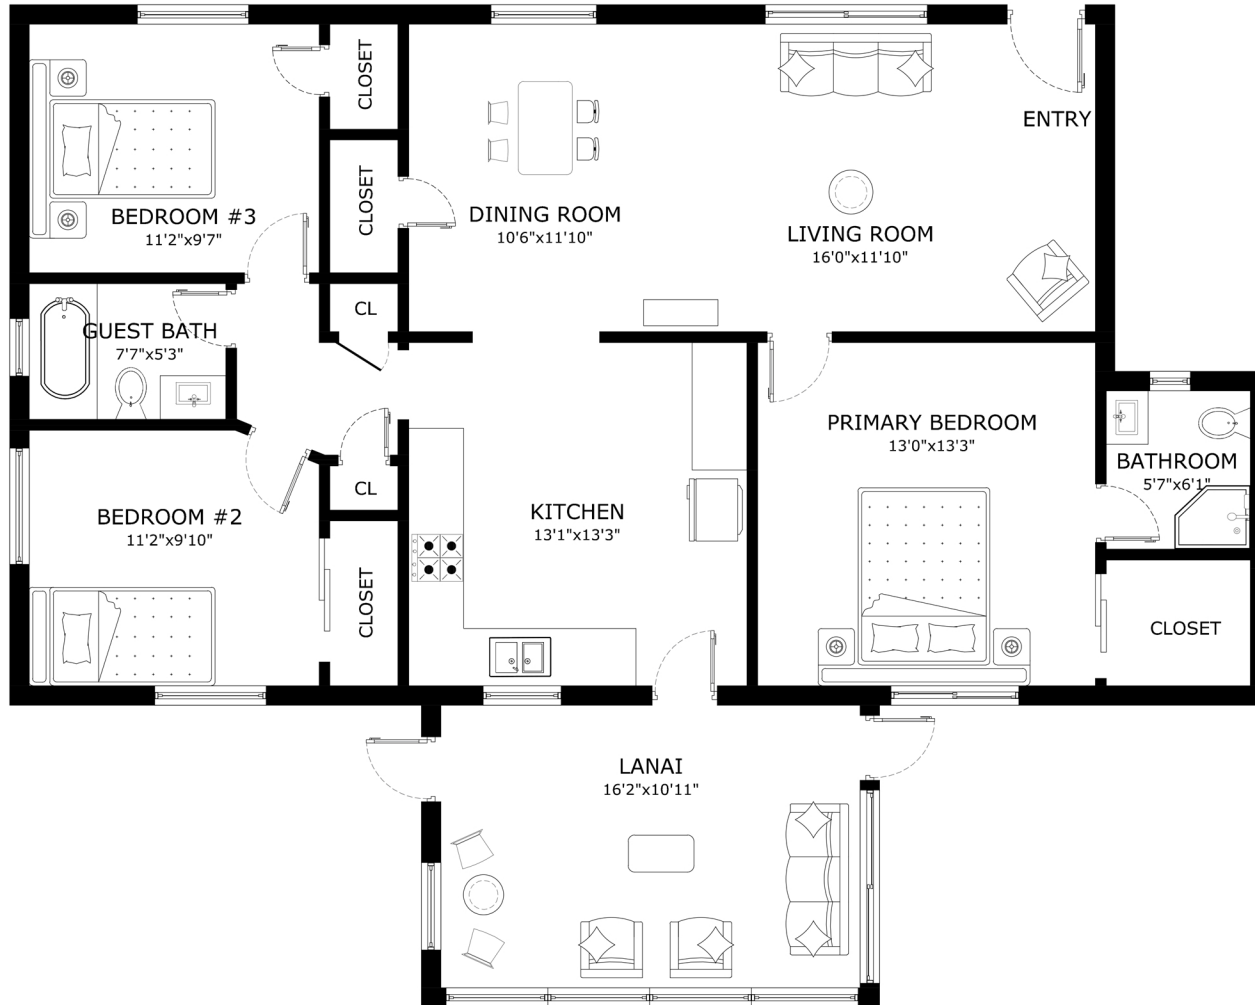 CLOSET
ENTRY
CLOSET
BEDROOM #3
11'2"x9'7"
DINING ROOM
10'6"x11'10"
LIVING ROOM
16'0"x11'10"
CL
GUEST BATH
7'7"x5'3"
PRIMARY BEDROOM
13'0"x13'3"
BATHROOM
5'7"x6'1"
CL
BEDROOM #2
11'2"x9'10"
KITCHEN
13'1"x13'3"
CLOSET
CLOSET
LANAI
16'2"x10'11"